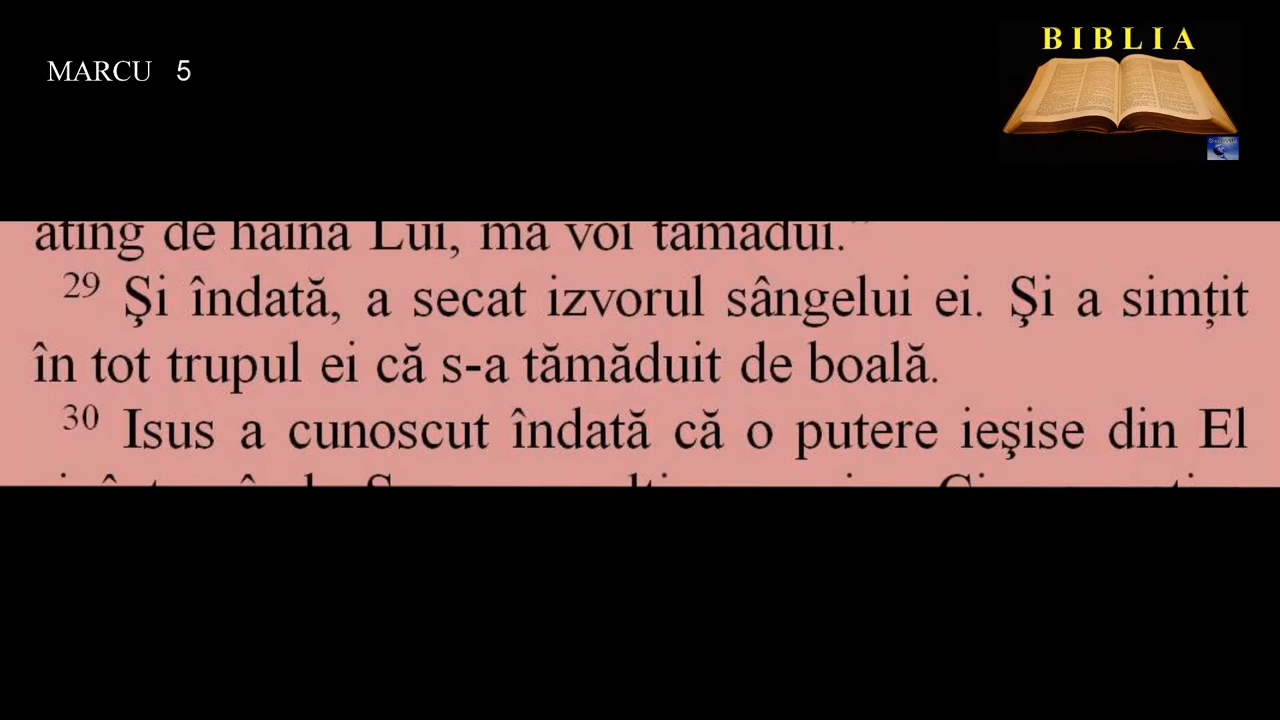 MARCU 5
BIBLIA
ating de haina Lui, mă voi tămădui.”
29 Şi îndată, a secat izvorul sângelui ei. Şi a simțit
în tot trupul ei că s-a tămăduit de boală.
30 Isus a cunoscut îndată că o putere ieşise din El